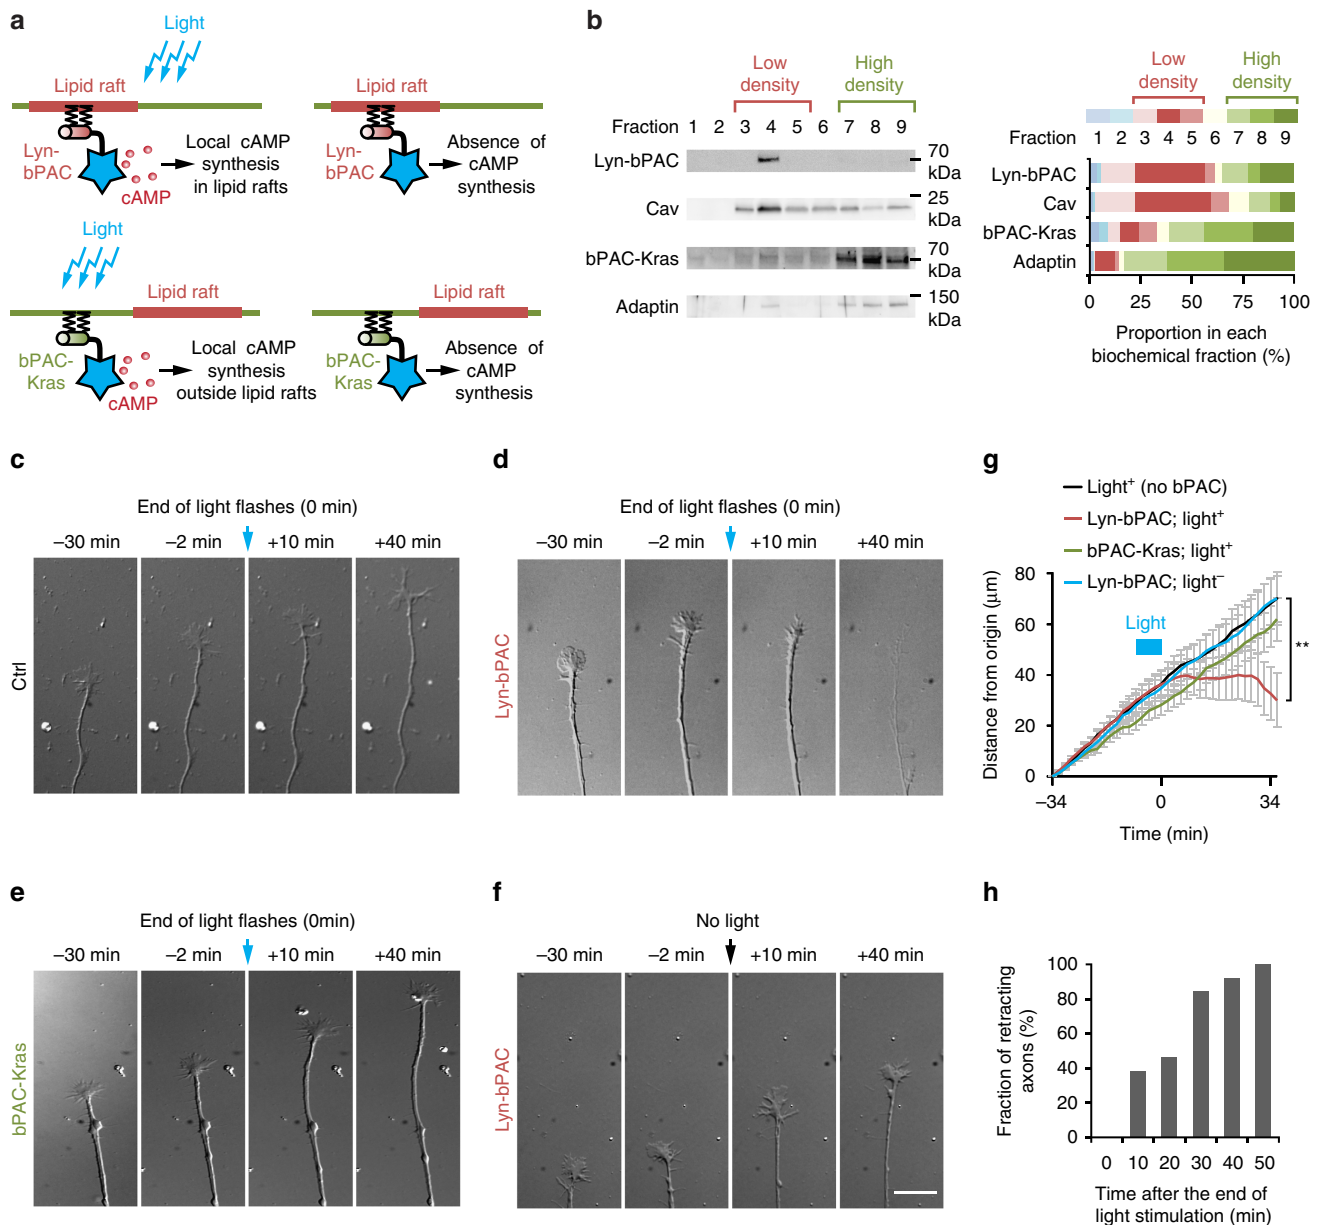 a
Light
Lipid raft
Lipid raft
Lyn-
bPAC
cAMP
Local cAMP
synthesis
in lipid rafts
Lyn-
bPAC
Absence of
cAMP
synthesis
Light
Lipid raft
Lipid raft
bPAC-
Kras
cAMP
Local cAMP
synthesis
outside lipid rafts
bPAC-
Kras
Absence of
cAMP
synthesis
b
Low
density
High
density
Fraction 1 2 3 4 5 6 7 8 9
Lyn-bPAC
70
kDa
Cav
25
kDa
bPAC-Kras
70
kDa
Adaptin
150
kDa
Low
density
High
density
Fraction 1 2 3 4 5 6 7 8 9
Lyn-bPAC
Cav
bPAC-Kras
Adaptin
0 25 50 75 100
Proportion in each
biochemical fraction (%)
c
End of light flashes (0 min)
–30 min –2 min +10 min +40 min
Ctrl
d
End of light flashes (0 min)
–30 min –2 min +10 min +40 min
Lyn-bPAC
g
Light+ (no bPAC)
Lyn-bPAC; light+
bPAC-Kras; light+
Lyn-bPAC; light–
Distance from origin (μm)
80
60
40
20
0
Light
**
–34 0 34
Time (min)
e
End of light flashes (0min)
–30 min –2 min +10 min +40 min
bPAC-Kras
f
No light
–30 min –2 min +10 min +40 min
Lyn-bPAC
h
Fraction of retracting
axons (%)
100
80
60
40
20
0
0 10 20 30 40 50
Time after the end of
light stimulation (min)